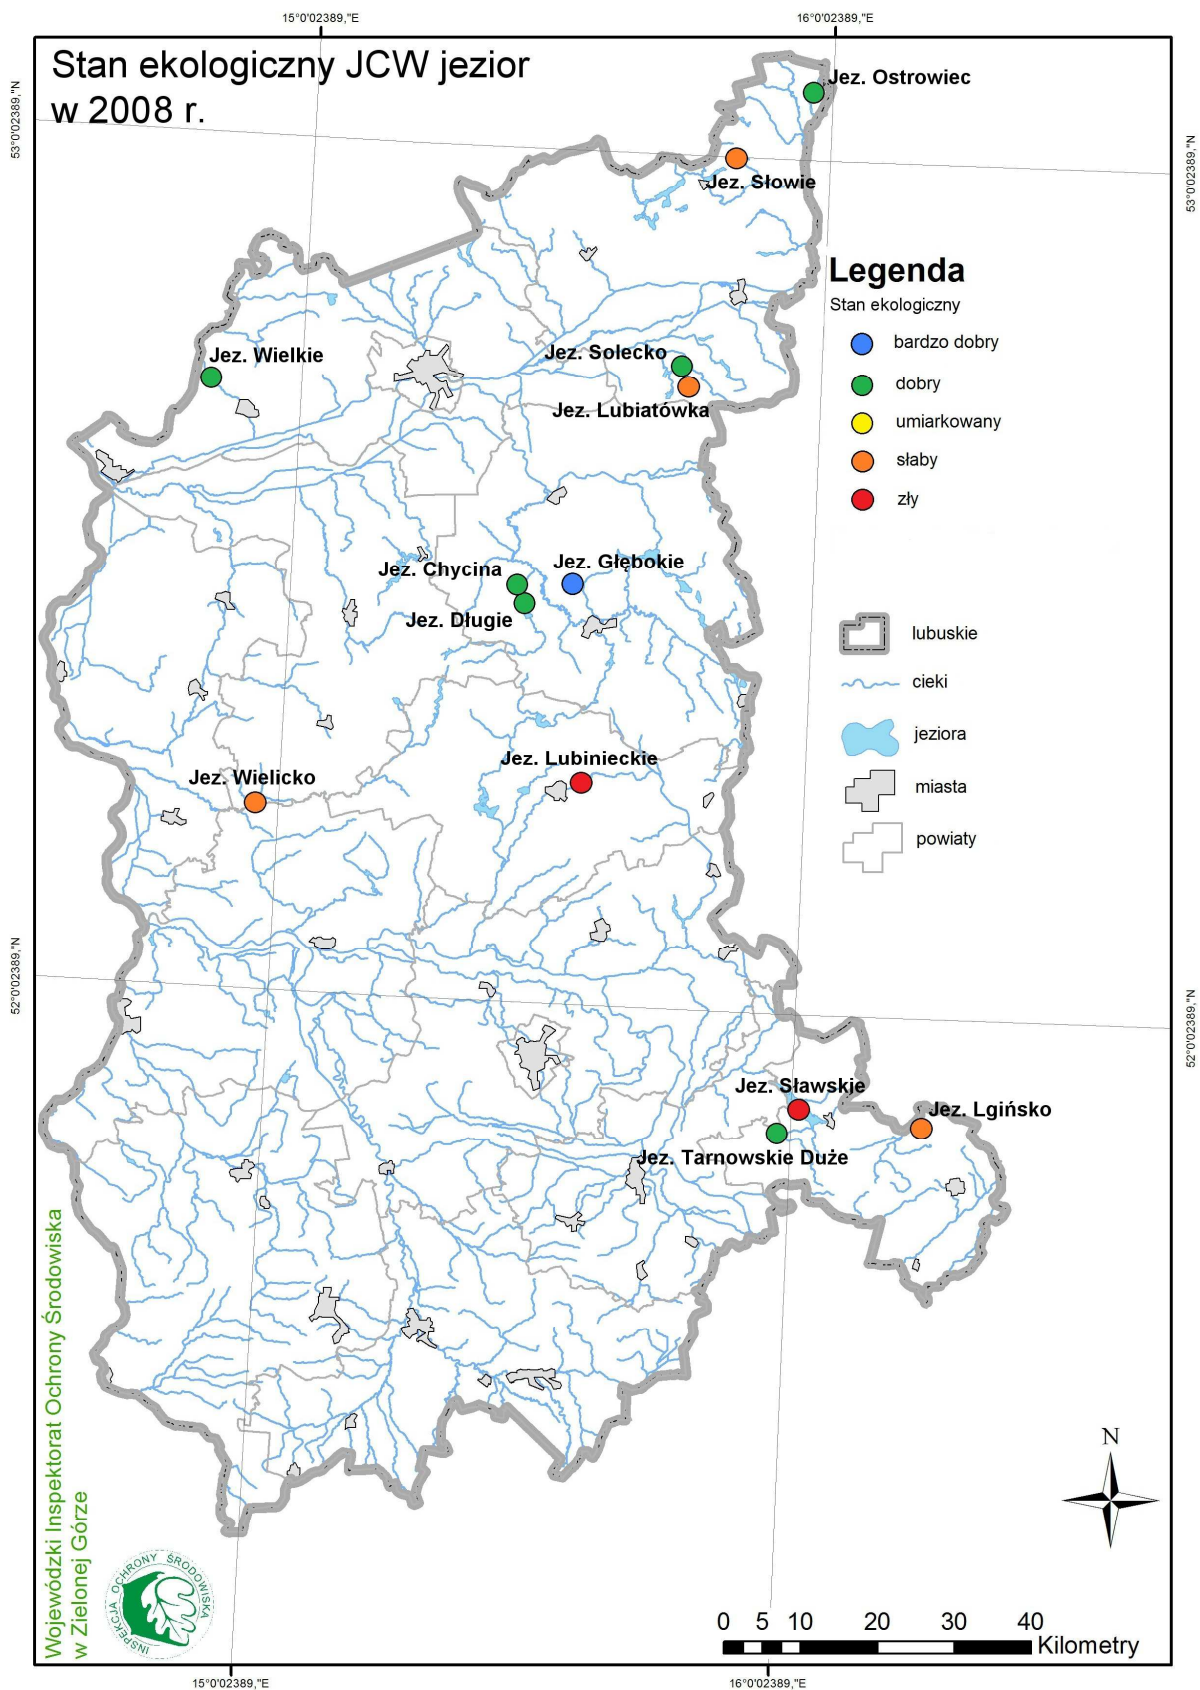 15°0'02389,"E
16°0'02389,"E
Stan ekologiczny JCW jezior
w 2008 r.
53°0'02389,"N
53°0'02389,"N
Jez. Ostrowiec
Jez. Słowie
Legenda
Stan ekologiczny
bardzo dobry
dobry
umiarkowany
słaby
zły
lubuskie
cieki
jeziora
miasta
powiaty
Jez. Wielkie
Jez. Solecko
Jez. Lubiatówka
Jez. Chycina
Jez. Głębokie
Jez. Długie
Jez. Lubinieckie
Jez. Wielicko
52°0'02389,"N
52°0'02389,"N
Jez. Sławskie
Jez. Lgińsko
Jez. Tarnowskie Duże
Wojewódzki Inspektorat Ochrony Środowiska
w Zielonej Górze
INSPEKCJA OCHRONY ŚRODOWISKA
N
0 5 10 20 30 40
Kilometry
15°0'02389,"E
16°0'02389,"E